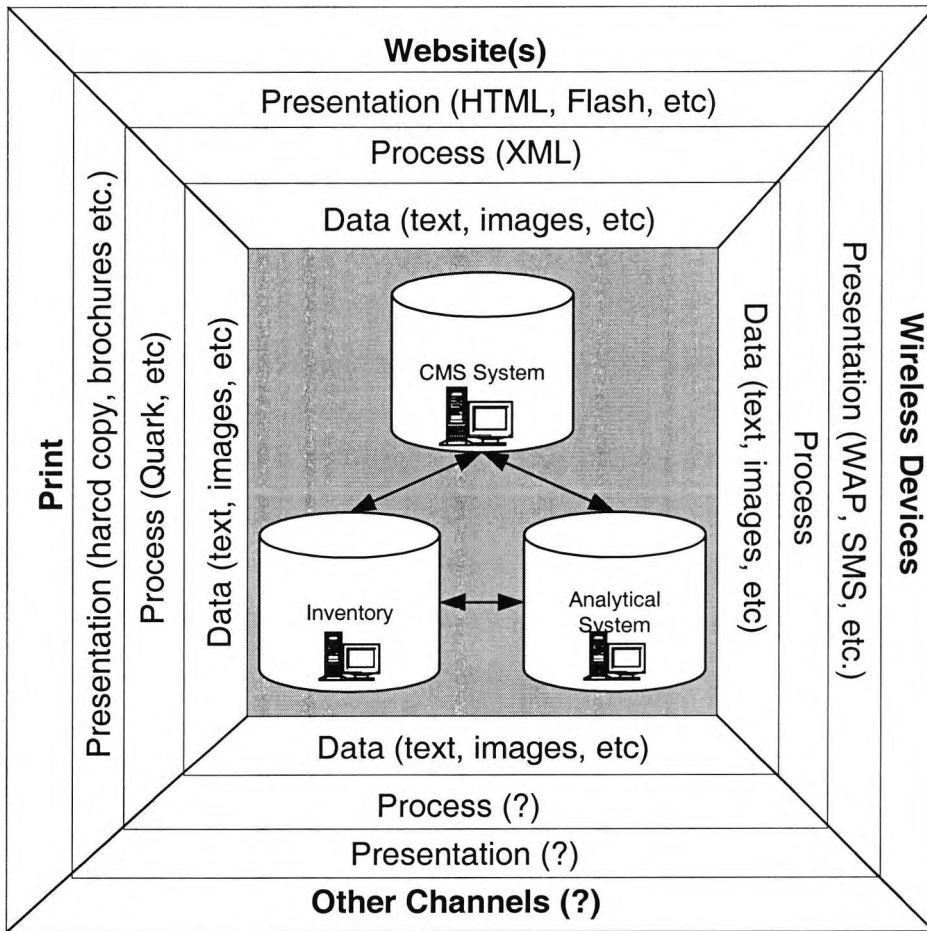 Website(s)
Presentation (HTML, Flash, etc)
Process (XML)
Data (text, images, etc)
Print
Presentation (harcd copy, brochures etc.)
Process (Quark, etc)
Data (text, images, etc)
CMS System
Inventory
Analytical
System
Data (text, images, etc)
Process
Presentation (WAP, SMS, etc.)
Wireless Devices
Data (text, images, etc)
Process (?)
Presentation (?)
Other Channels (?)